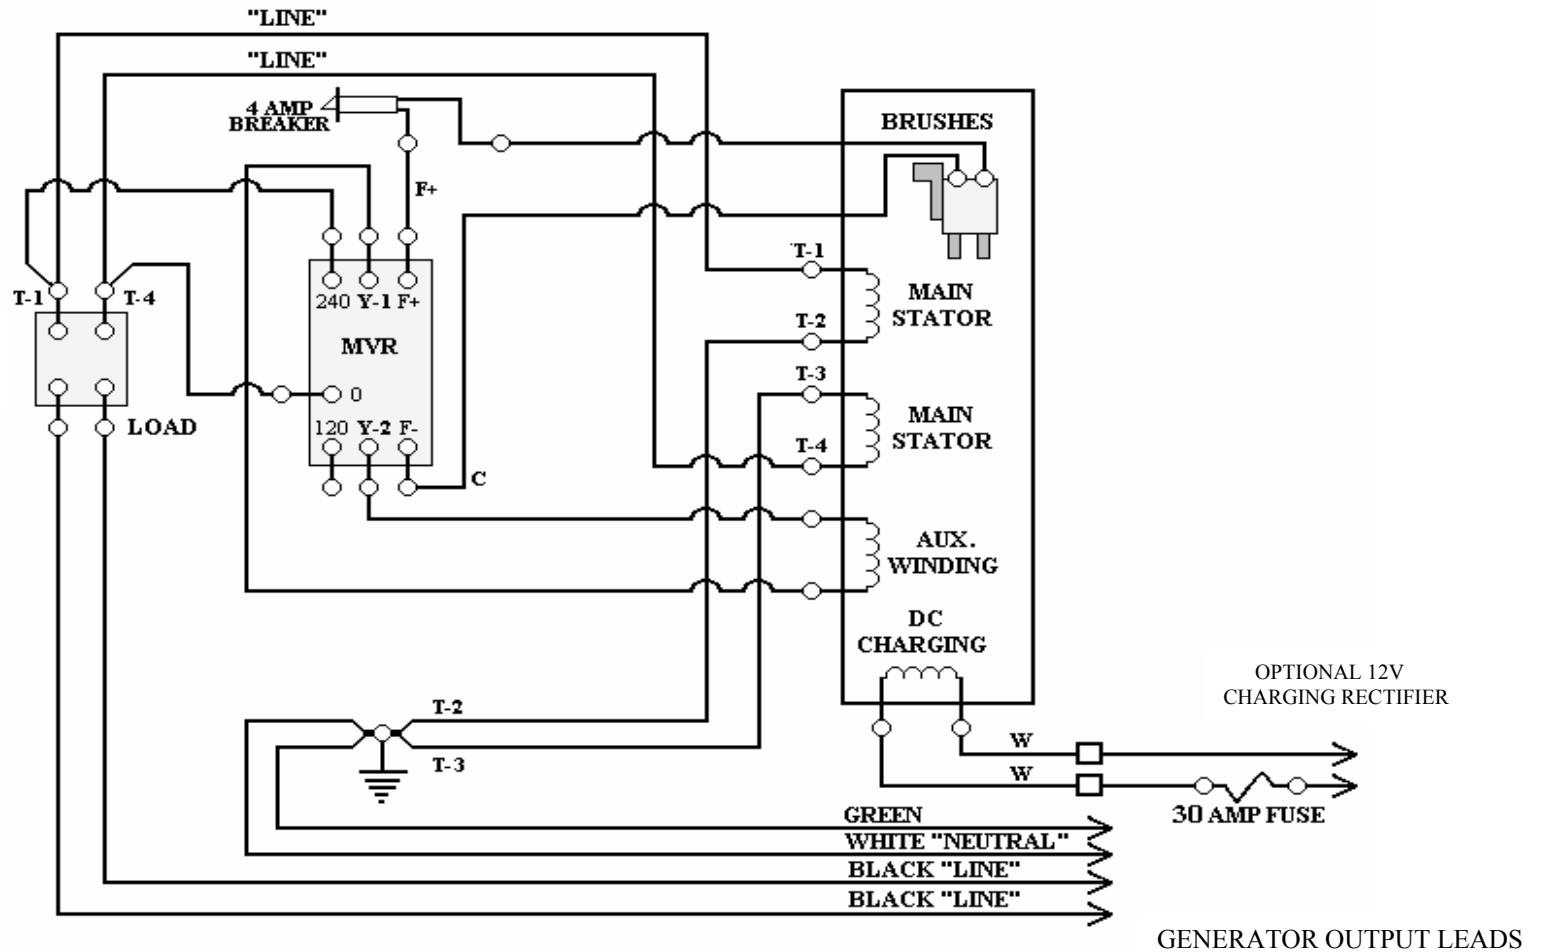 "LINE"
"LINE"
4 AMP
BREAKER
BRUSHES
F+
T-1
T-1
T-4
240 Y-1 F+
MAIN
STATOR
T-2
MVR
T-3
0
MAIN
STATOR
LOAD
120 Y-2 F-
T-4
C
AUX.
WINDING
DC
CHARGING
OPTIONAL 12V
CHARGING RECTIFIER
T-2
T-3
W
W
30 AMP FUSE
GREEN
WHITE "NEUTRAL"
BLACK "LINE"
BLACK "LINE"
GENERATOR OUTPUT LEADS